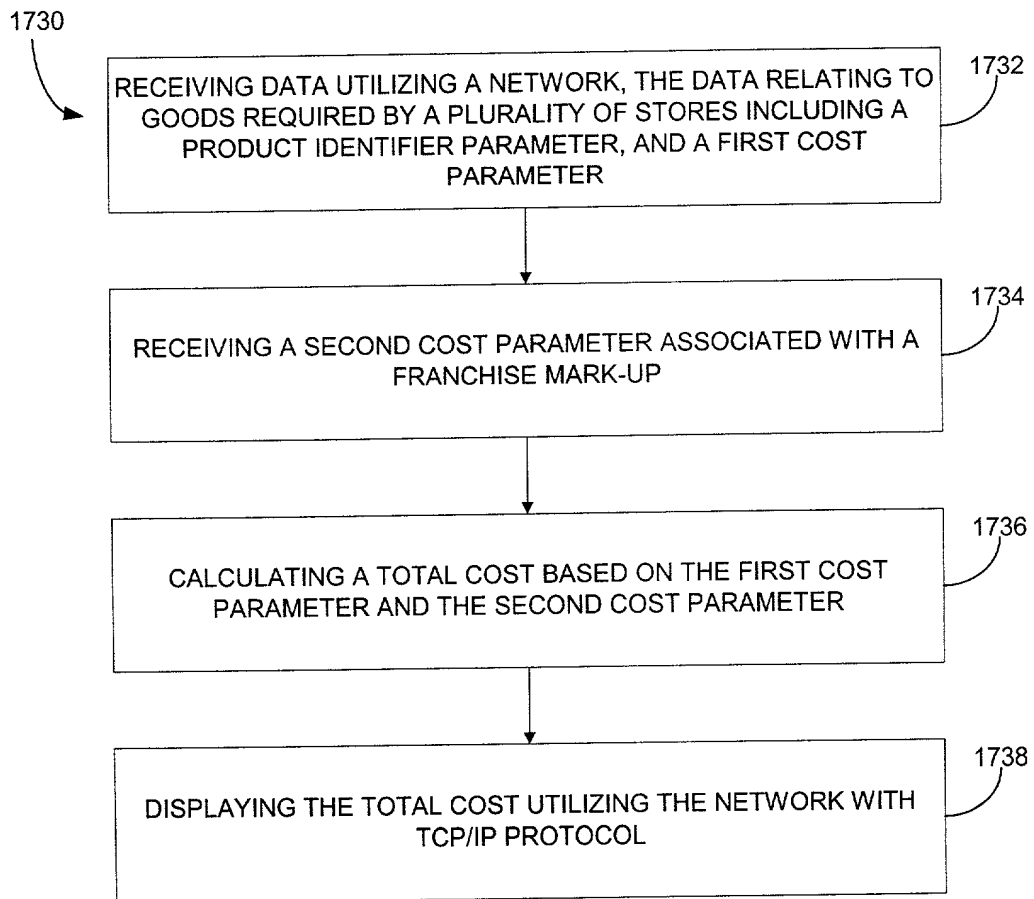 1730
RECEIVING DATA UTILIZING A NETWORK, THE DATA RELATING TO
GOODS REQUIRED BY A PLURALITY OF STORES INCLUDING A
PRODUCT IDENTIFIER PARAMETER, AND A FIRST COST
PARAMETER
1732
RECEIVING A SECOND COST PARAMETER ASSOCIATED WITH A
FRANCHISE MARK-UP
1734
CALCULATING A TOTAL COST BASED ON THE FIRST COST
PARAMETER AND THE SECOND COST PARAMETER
1736
DISPLAYING THE TOTAL COST UTILIZING THE NETWORK WITH
TCP/IP PROTOCOL
1738